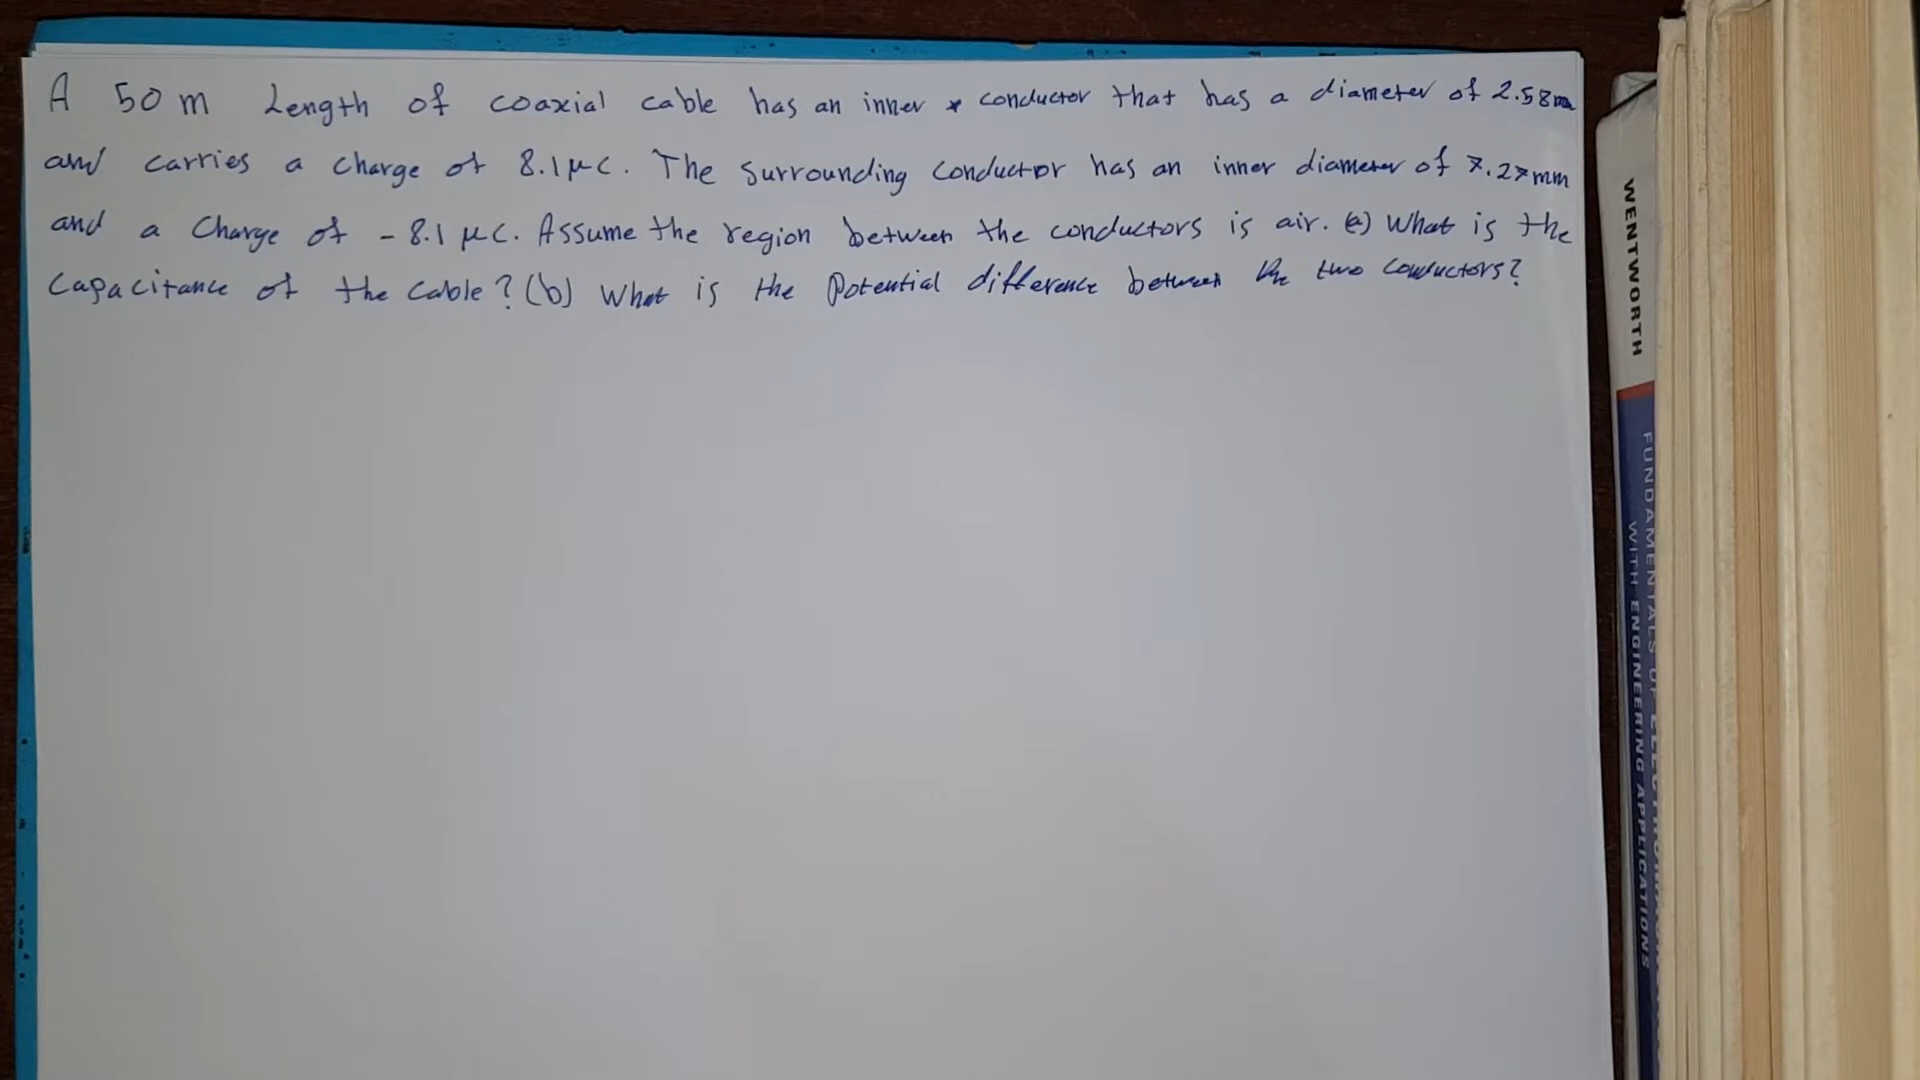 A 50 m Length of coaxial cable has an inner conductor that has a diameter of 2.58m
and carries a charge of 8.1 μC. The surrounding conductor has an inner diameter of 7.27mm
and a charge of - 8.1 μC. Assume the region between the conductors is air. (a) What is the
capacitance of the cable? (b) What is the potential difference between the two conductors?
WENTWORTH
FUNDAMENTALS OF
WITH ENGINEERING APPLICATIONS